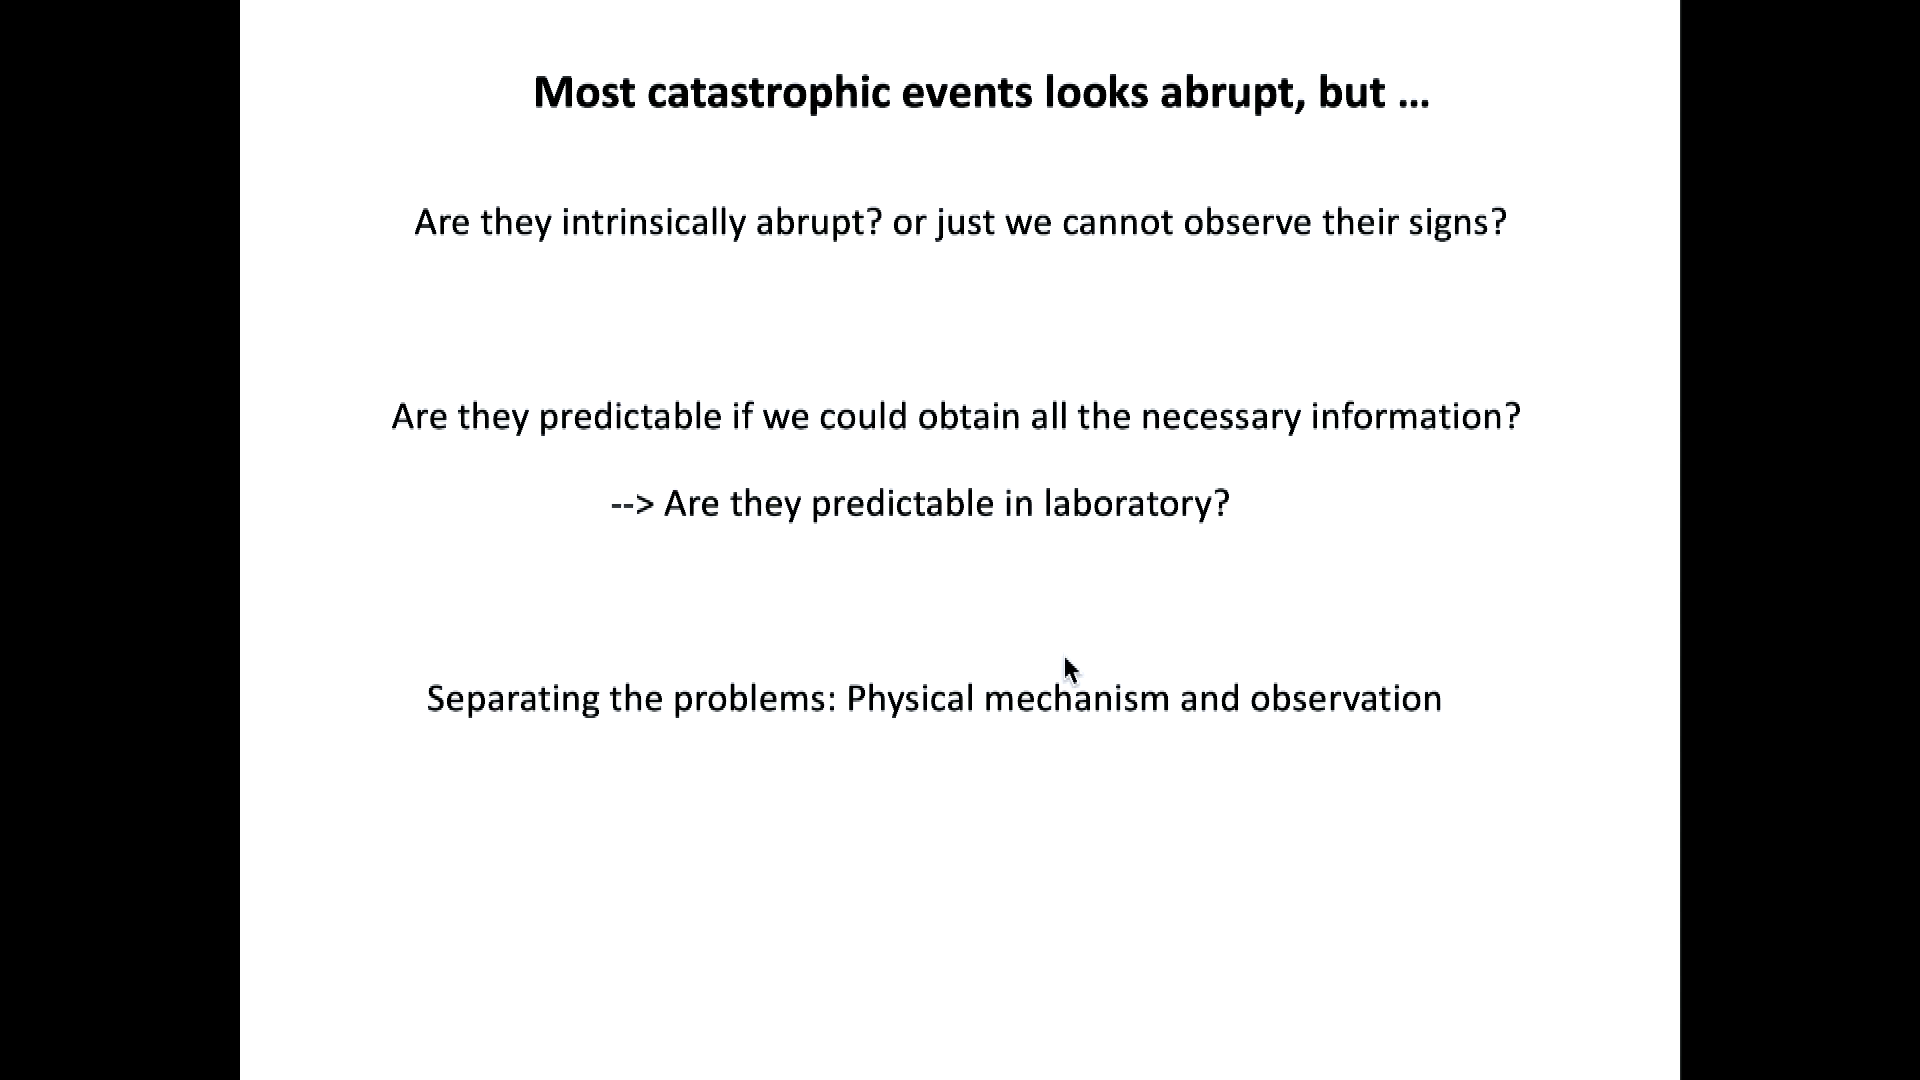 Most catastrophic events looks abrupt, but ...
Are they intrinsically abrupt? or just we cannot observe their signs?
Are they predictable if we could obtain all the necessary information?
--> Are they predictable in laboratory?
Separating the problems: Physical mechanism and observation